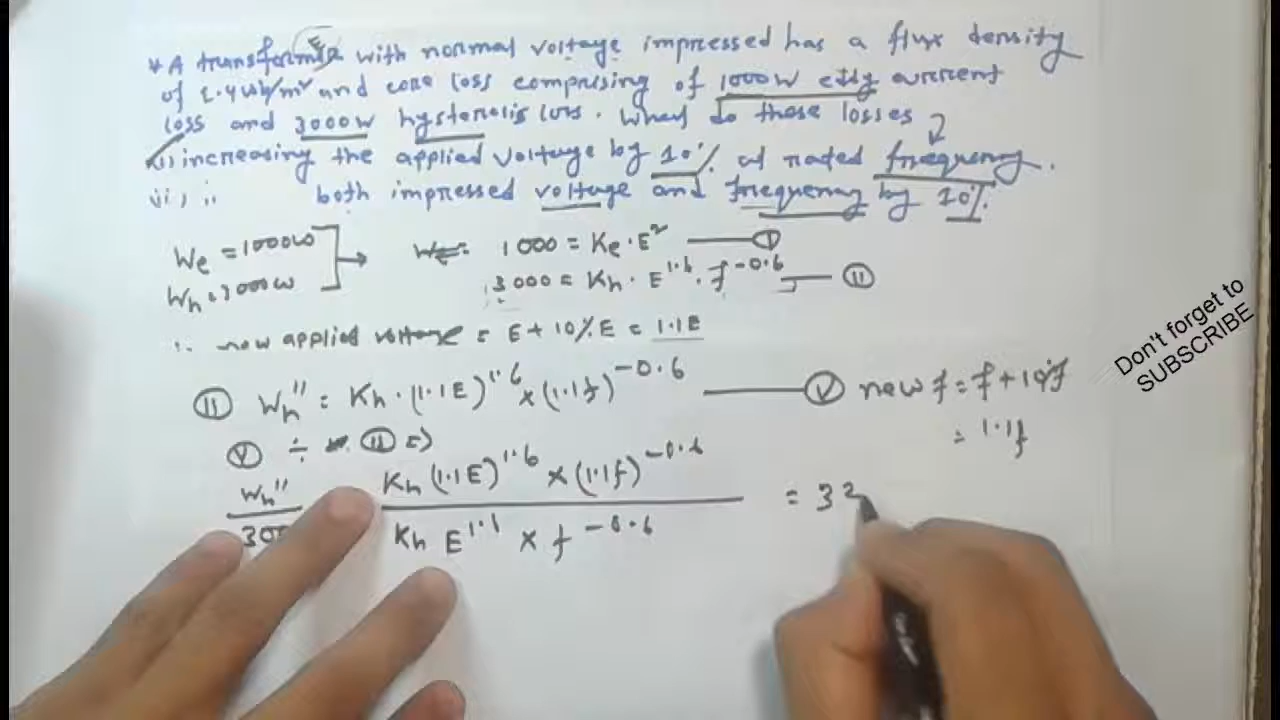 * A transformer with normal voltage impressed has a flux density
of 1.4 wb/m² and core loss comprising of 1000W eddy current
loss and 3000W hysteresis loss. What do these losses
i) increasing the applied voltage by 10% at rated frequency.
ii) ,, both impressed voltage and frequency by 10%
We = 1000W
Wh = 3000W
1000 = Ke · E² — (I)
3000 = Kh · E^1.6 · f^-0.6 — (II)
∴ new applied voltage = E + 10% E = 1.1E
(II) Wh'' = Kh · (1.1E)^1.6 × (1.1f)^-0.6 — (V) new f = f + 10%f
= 1.1f
(V) ÷ (II) =>
Wh'' / 300 Kh (1.1E)^1.6 × (1.1f)^-0.6 / Kh E^1.6 × f^-0.6 = 32
Don't forget to
SUBSCRIBE